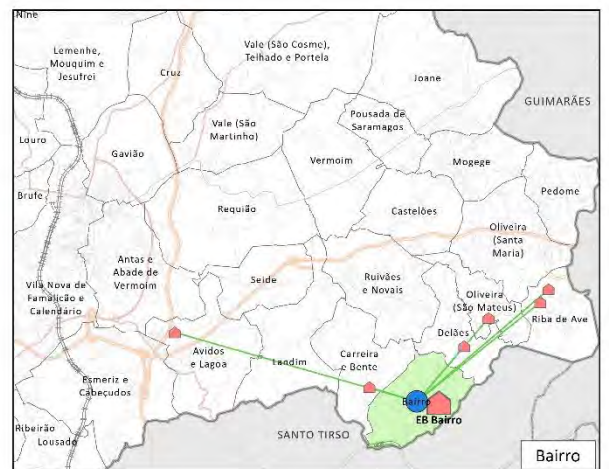 Nine
Lemenhe,
Mouquim e
Jesufrei
Cruz
Vale (São Cosme),
Telhado e Portela
Joane
GUIMARÃES
Louro
Gavião
Vale (São
Martinho)
Pousada de
Saramagos
Vermoim
Mogege
Pedome
Brufe
Requião
Castelões
Antas e
Abade de
Vermoim
Oliveira
(Santa
Maria)
Seide
Ruivães
e Novais
Vila Nova de
Famalicão e
Calendário
Oliveira
(São Mateus)
Riba de Ave
Delães
Avidos
e Lagoa
Landim
Carreira
e Bente
Esmeriz e
Cabeçudos
Bairro
EB Bairro
Ribeirão
Lousado
SANTO TIRSO
Bairro